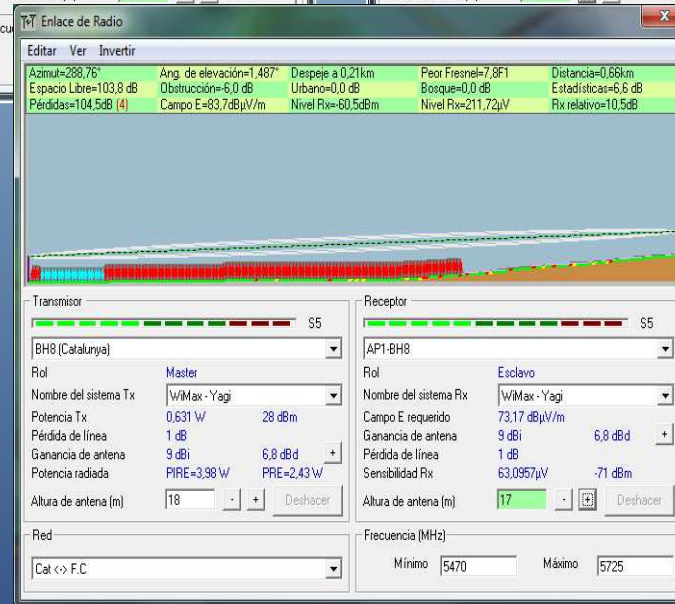 Enlace de Radio
Editar Ver Invertir
Azimut=288,76° Ang. de elevación=1,487° Despeje a 0,21km Peor Fresnel=7,8F1 Distancia=0,66km
Espacio Libre=103,8 dB Obstrucción=-6,0 dB Urbano=0,0 dB Bosque=0,0 dB Estadísticas=6,6 dB
Pérdidas=104,5dB (4) Campo E=83,7dBµV/m Nivel Rx=-60,5dBm Nivel Rx=211,72µV Rx relativo=10,5dB
Transmisor
S5
BH8 (Catalunya)
Rol Master
Nombre del sistema Tx WiMax - Yagi
Potencia Tx 0,631 W 28 dBm
Pérdida de línea 1 dB
Ganancia de antena 9 dBi 6,8 dBd +
Potencia radiada PIRE=3,98 W PRE=2,43 W
Altura de antena (m) 18 - + Deshacer
Receptor
S5
AP1-BH8
Rol Esclavo
Nombre del sistema Rx WiMax - Yagi
Campo E requerido 73,17 dBµV/m
Ganancia de antena 9 dBi 6,8 dBd +
Pérdida de línea 1 dB
Sensibilidad Rx 63,0957µV -71 dBm
Altura de antena (m) 17 - + Deshacer
Red
Cat <-> F.C
Frecuencia (MHz)
Mínimo 5470 Máximo 5725